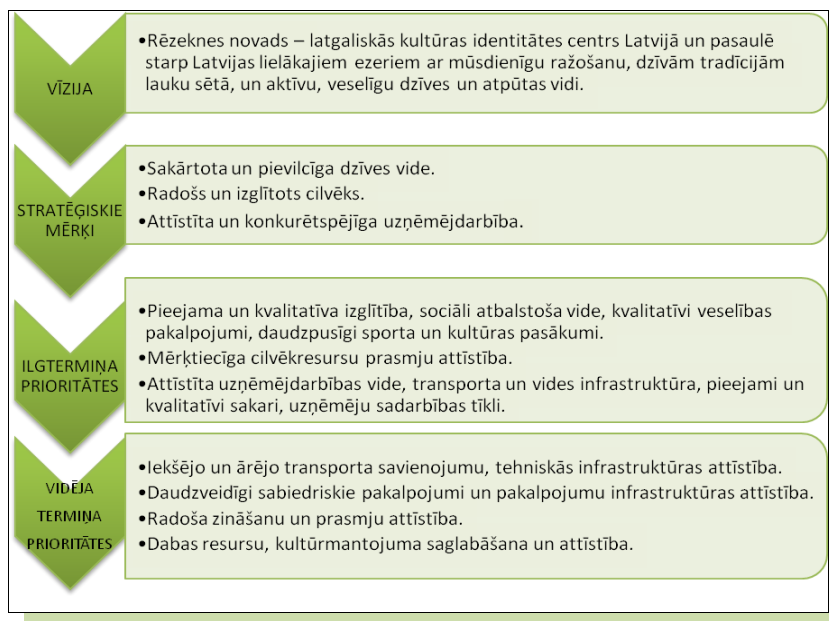 VĪZIJA
•Rēzeknes novads – latgaliskās kultūras identitātes centrs Latvijā un pasaulē
starp Latvijas lielākajiem ezeriem ar mūsdienīgu ražošanu, dzīvām tradīcijām
lauku sētā, un aktīvu, veselīgu dzīves un atpūtas vidi.
STRATĒĢISKIE
MĒRĶI
•Sakārtota un pievilcīga dzīves vide.
•Radošs un izglītots cilvēks.
•Attīstīta un konkurētspējīga uzņēmējdarbība.
ILGTERMIŅA
PRIORITĀTES
•Pieejama un kvalitatīva izglītība, sociāli atbalstoša vide, kvalitatīvi veselības
pakalpojumi, daudzpusīgi sporta un kultūras pasākumi.
•Mērķtiecīga cilvēkresursu prasmju attīstība.
•Attīstīta uzņēmējdarbības vide, transporta un vides infrastruktūra, pieejami un
kvalitatīvi sakari, uzņēmēju sadarbības tīkli.
VIDĒJA
TERMIŅA
PRIORITĀTES
•Iekšējo un ārējo transporta savienojumu, tehniskās infrastruktūras attīstība.
•Daudzveidīgi sabiedriskie pakalpojumi un pakalpojumu infrastruktūras attīstība.
•Radoša zināšanu un prasmju attīstība.
•Dabas resursu, kultūrmantojuma saglabāšana un attīstība.